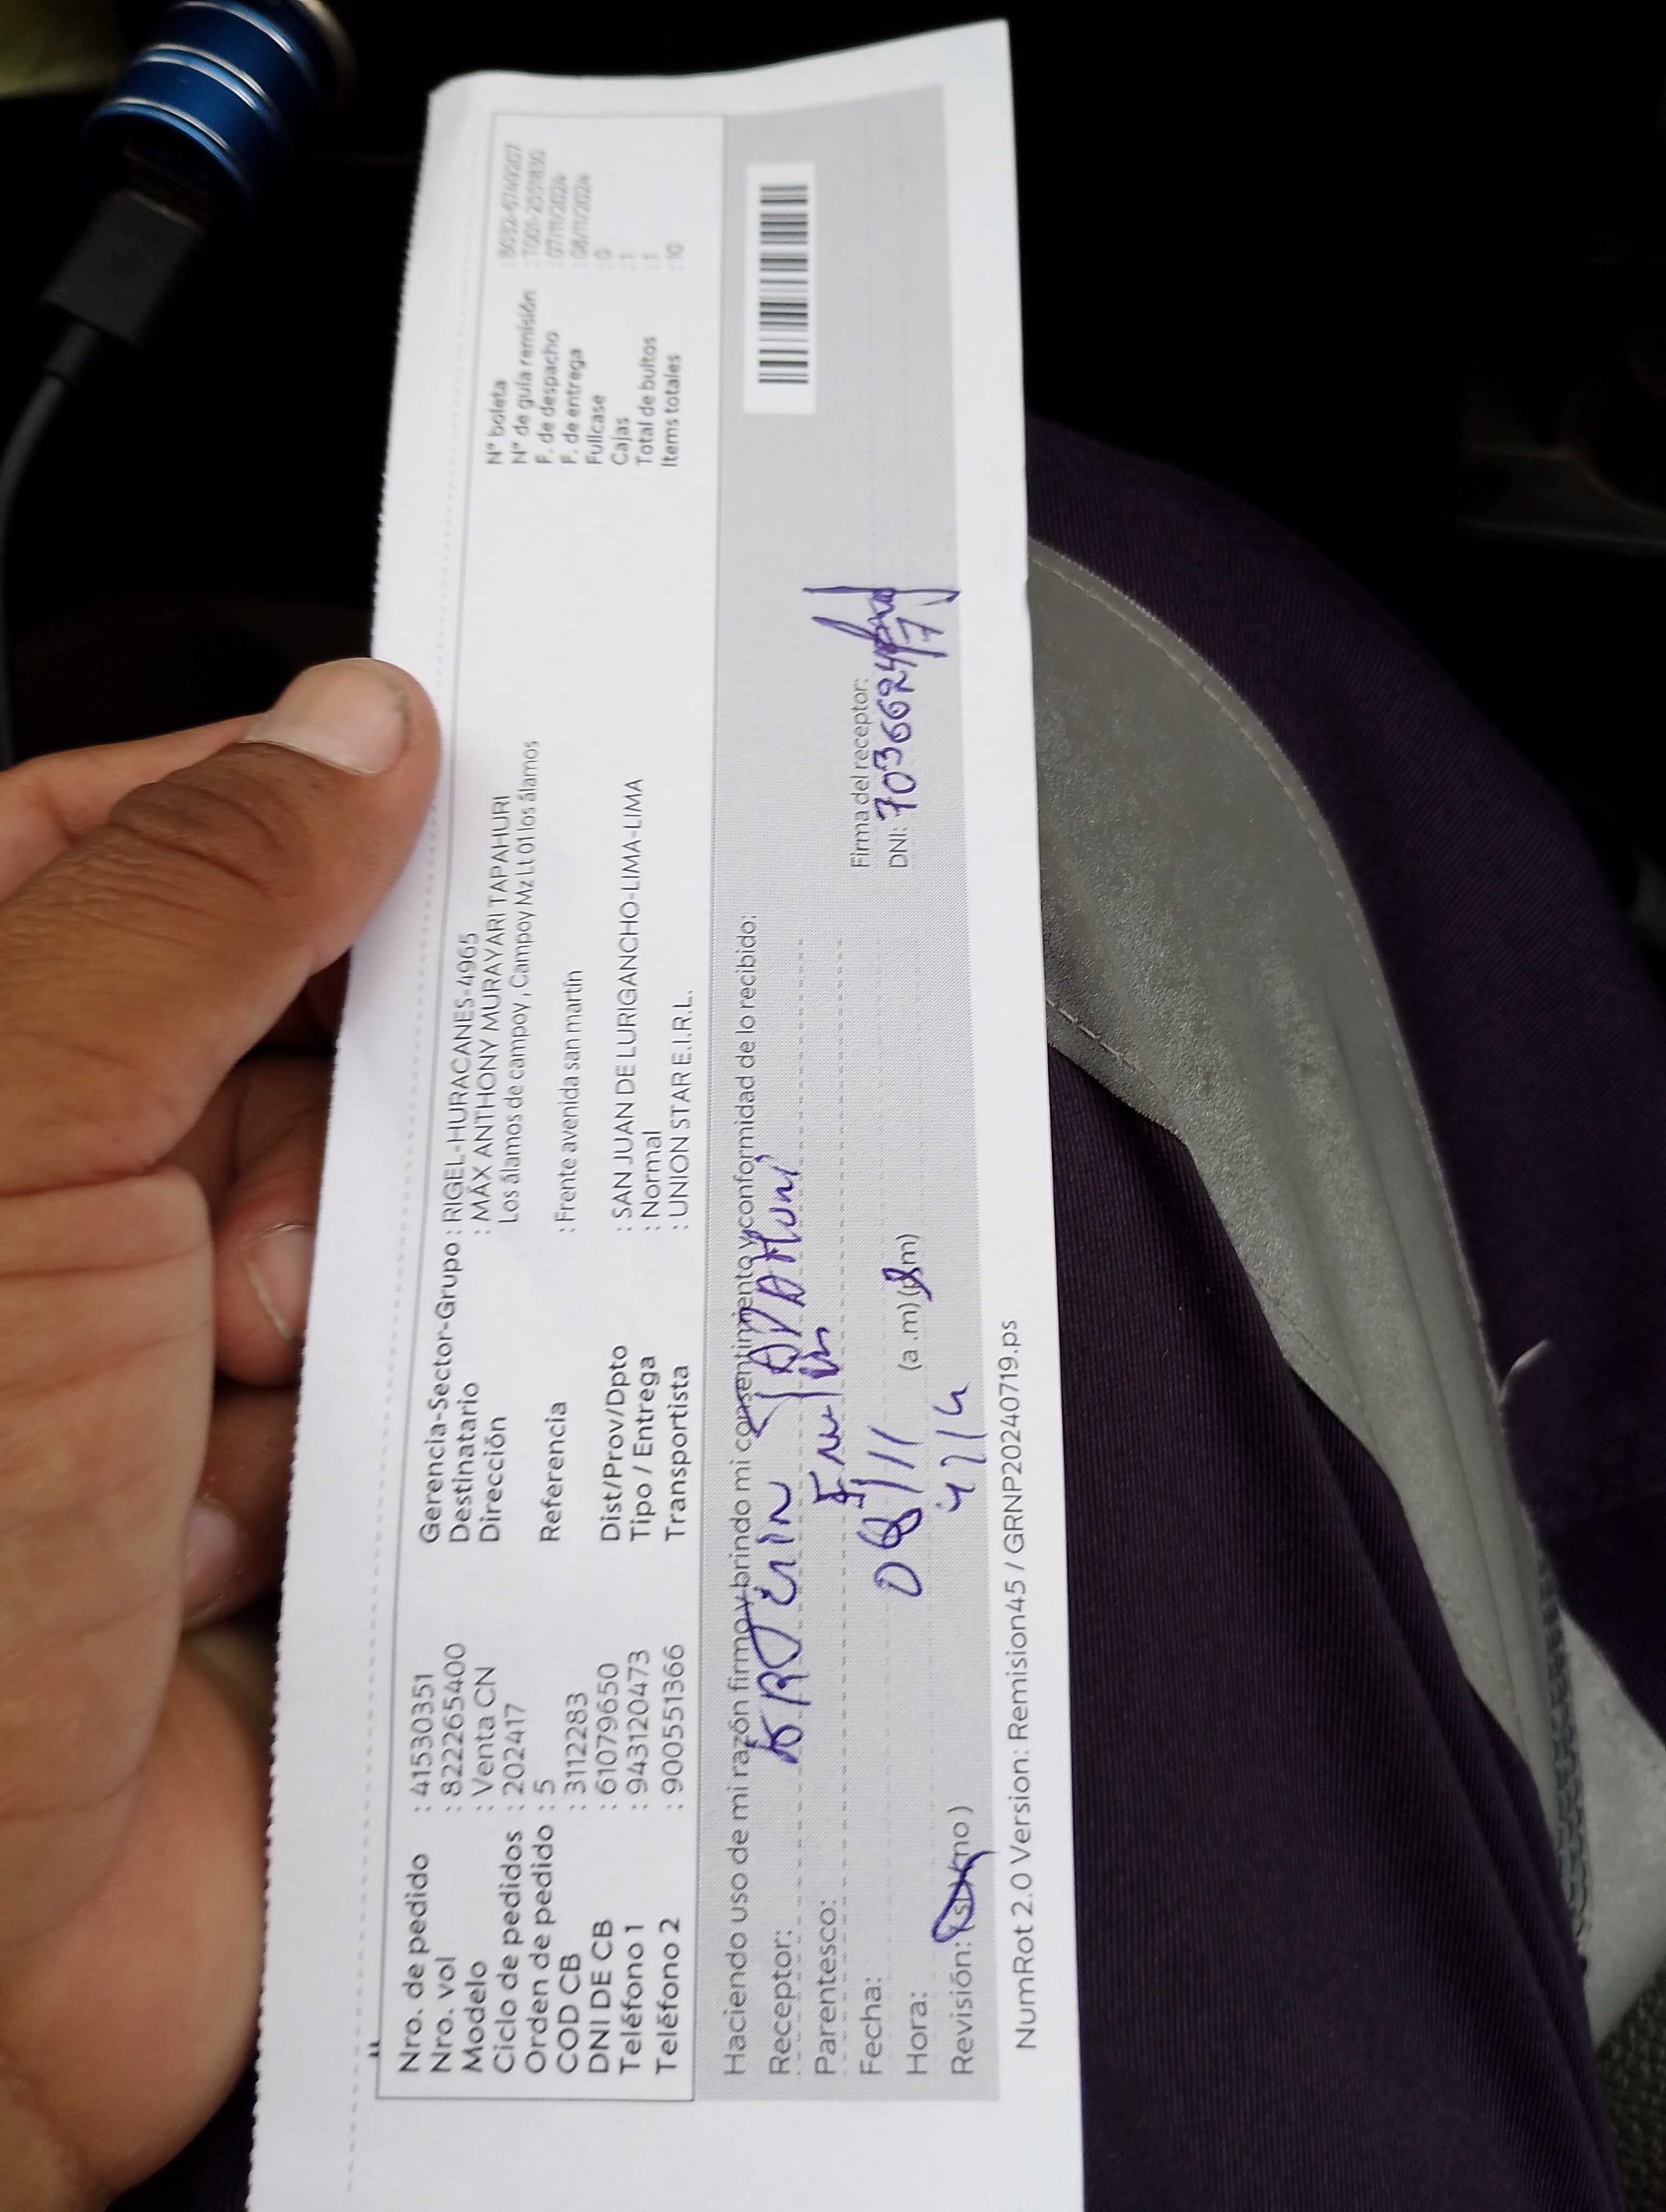 Nro. de pedido : 41530351
Nro. vol : 822265400
Modelo : Venta CN
Ciclo de pedidos : 202417
Orden de pedido : 5
COD CB : 3112283
DNI DE CB : 61079650
Teléfono 1 : 943120473
Teléfono 2 : 900551366
Gerencia-Sector-Grupo : RIGEL-HURACANES-4965
Destinatario : MÁX ANTHONY MURAYARI TAPAHURI
Dirección Los álamos de campoy , Campoy Mz Lt 01 los álamos
Referencia : Frente avenida san martín
Dist/Prov/Dpto : SAN JUAN DE LURIGANCHO-LIMA-LIMA
Tipo / Entrega : Normal
Transportista : UNION STAR E.I.R.L.
N° boleta
N° de guía remisión
F. de despacho : 07/11/2024
F. de entrega : 08/11/2024
Fullcase : 0
Cajas : 1
Total de bultos : 1
Items totales : 10
Haciendo uso de mi razón firmo y brindo mi consentimiento y conformidad de lo recibido:
Receptor:
Parentesco:
Fecha: 08/11
Hora: (a .m) (p.m)
Revisión: (si) (no)
Firma del receptor:
DNI:
NumRot 2.0 Version: Remision45 / GRNP20240719.ps